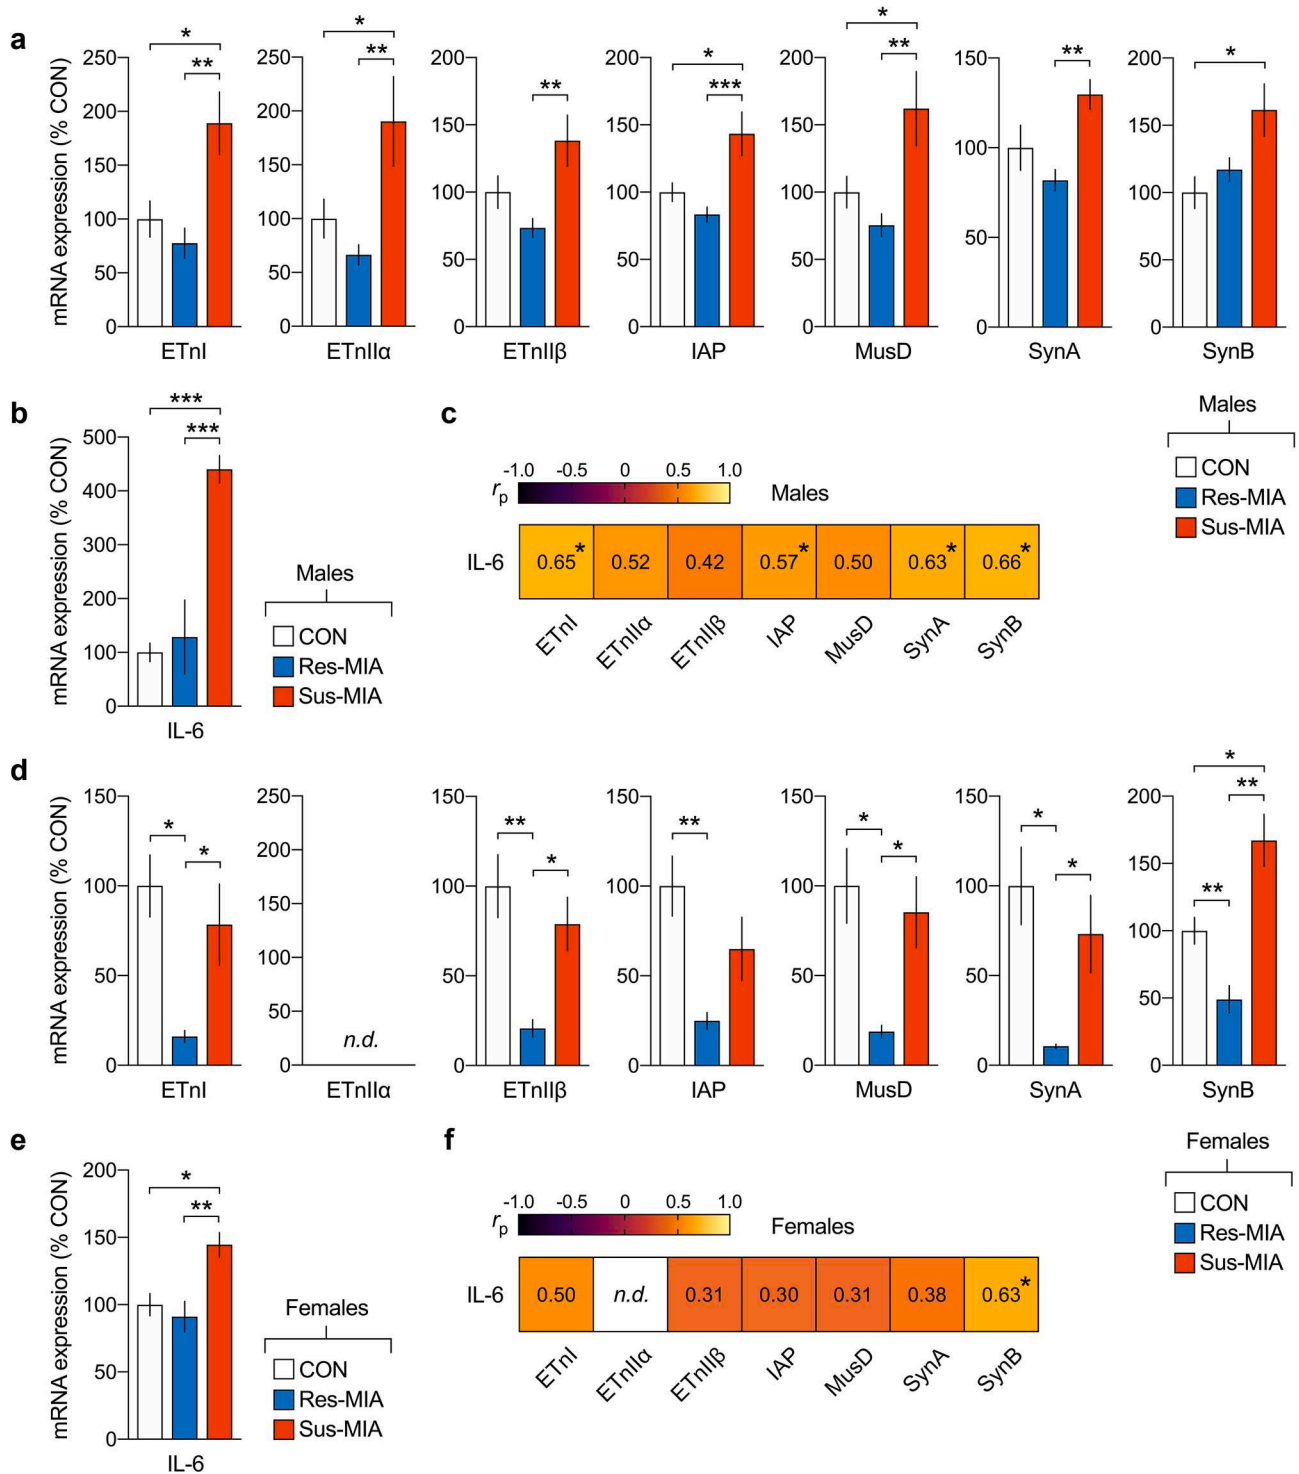 a
mRNA expression (% CON)
250
200
150
100
50
0
*
**
ETnI
250
200
150
100
50
0
*
**
ETnIIα
200
150
100
50
0
**
ETnIIβ
200
150
100
50
0
*
***
IAP
200
150
100
50
0
*
**
MusD
150
100
50
0
**
SynA
200
150
100
50
0
*
SynB
b
mRNA expression (% CON)
500
400
300
200
100
0
***
***
IL-6
Males
CON
Res-MIA
Sus-MIA
c
-1.0 -0.5 0 0.5 1.0
rp
Males
IL-6 0.65* 0.52 0.42 0.57* 0.50 0.63* 0.66*
ETnI ETnIIα ETnIIβ IAP MusD SynA SynB
Males
CON
Res-MIA
Sus-MIA
d
mRNA expression (% CON)
150
100
50
0
*
*
ETnI
250
200
150
100
50
0
n.d.
ETnIIα
150
100
50
0
**
*
ETnIIβ
150
100
50
0
**
IAP
150
100
50
0
*
*
MusD
150
100
50
0
*
*
SynA
200
150
100
50
0
*
**
**
SynB
e
mRNA expression (% CON)
200
150
100
50
0
*
**
IL-6
Females
CON
Res-MIA
Sus-MIA
f
-1.0 -0.5 0 0.5 1.0
rp
Females
IL-6 0.50 n.d. 0.31 0.30 0.31 0.38 0.63*
ETnI ETnIIα ETnIIβ IAP MusD SynA SynB
Females
CON
Res-MIA
Sus-MIA